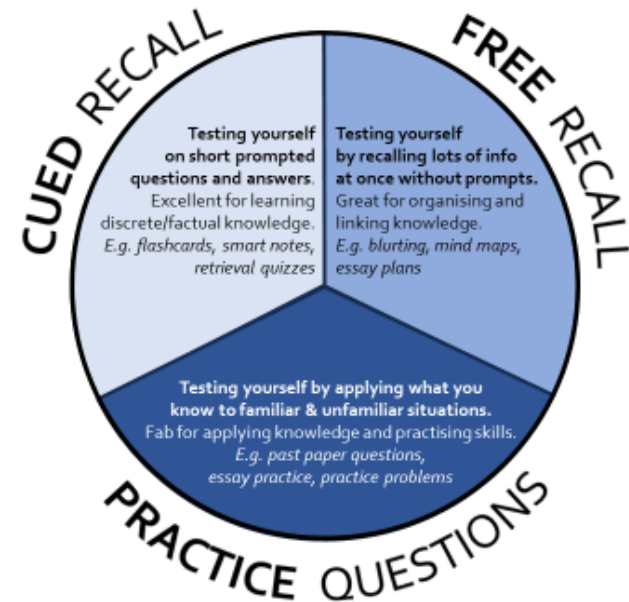 CUED RECALL
FREE RECALL
Testing yourself
on short prompted
questions and answers.
Excellent for learning
discrete/factual knowledge.
E.g. flashcards, smart notes,
retrieval quizzes
Testing yourself
by recalling lots of info
at once without prompts.
Great for organising and
linking knowledge.
E.g. blurting, mind maps,
essay plans
Testing yourself by applying what you
know to familiar & unfamiliar situations.
Fab for applying knowledge and practising skills.
E.g. past paper questions,
essay practice, practice problems
PRACTICE QUESTIONS